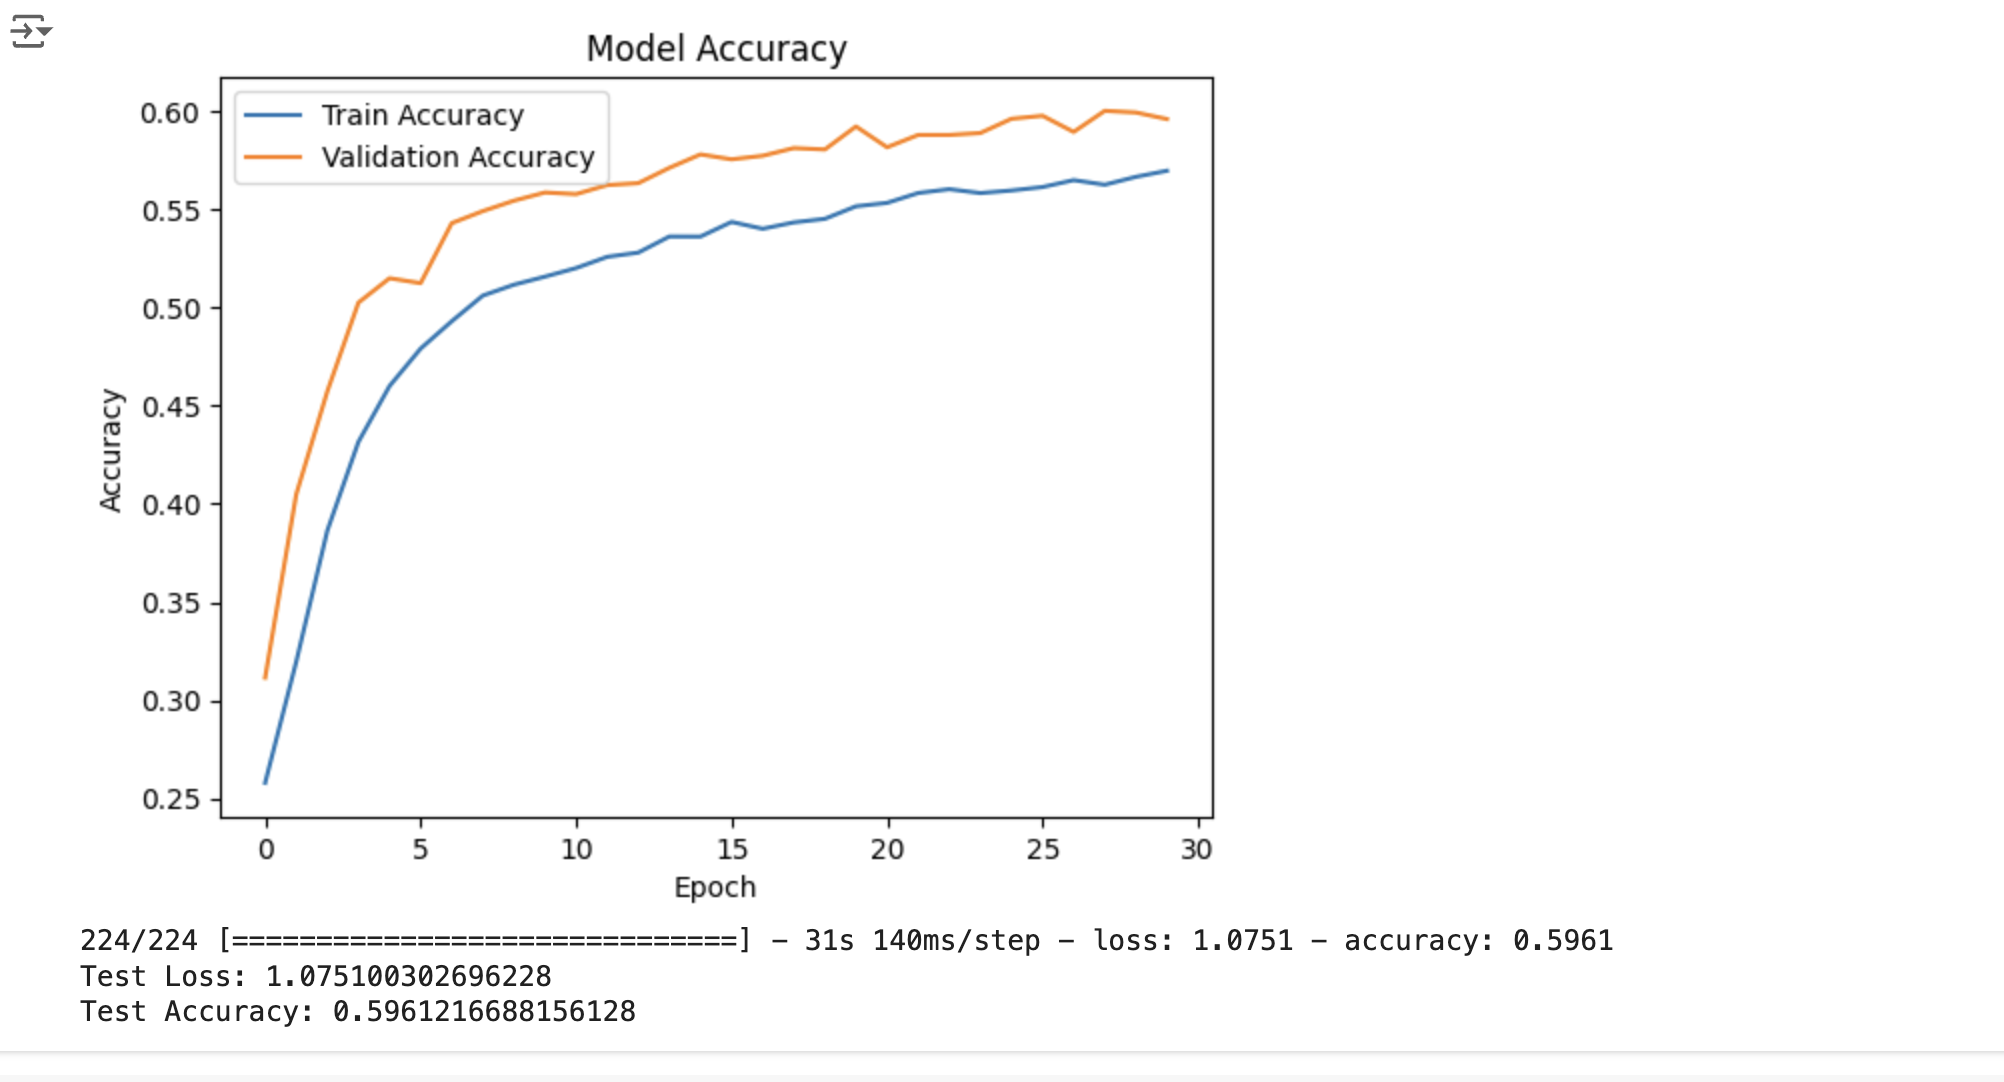 Model Accuracy
Train Accuracy
Validation Accuracy
0.60
0.55
0.50
0.45
0.40
0.35
0.30
0.25
Accuracy
0 5 10 15 20 25 30
Epoch
224/224 [==============================] - 31s 140ms/step - loss: 1.0751 - accuracy: 0.5961
Test Loss: 1.075100302696228
Test Accuracy: 0.5961216688156128